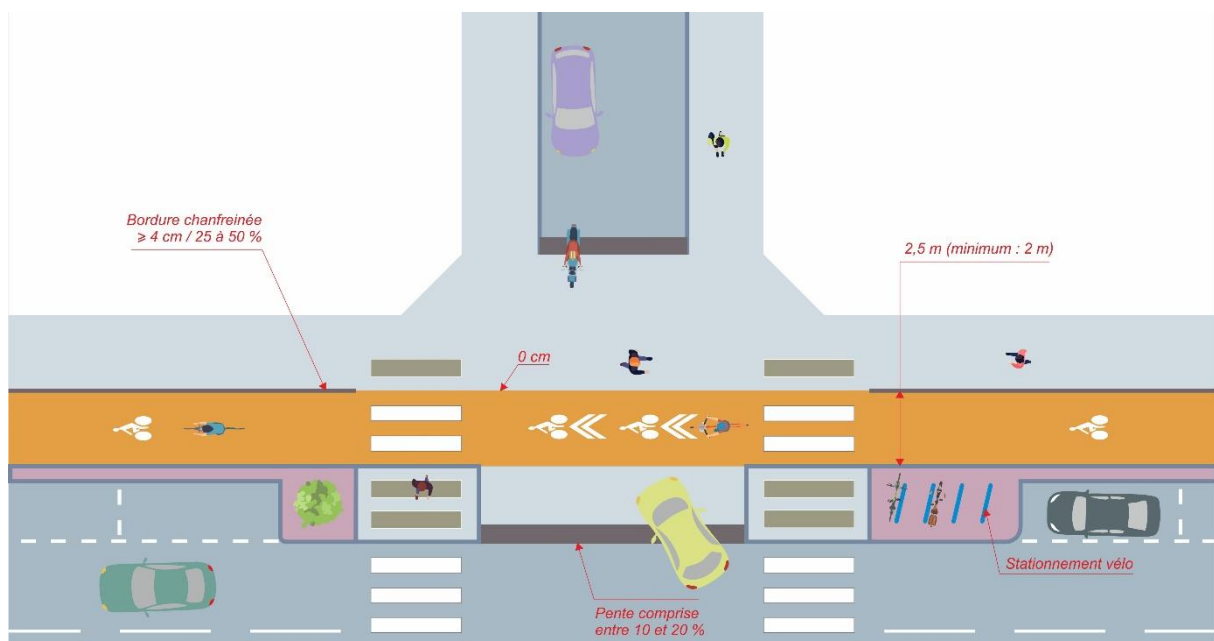 Bordure chanfreinée
⩾ 4 cm / 25 à 50 %
2,5 m (minimum : 2 m)
0 cm
Stationnement vélo
Pente comprise
entre 10 et 20 %